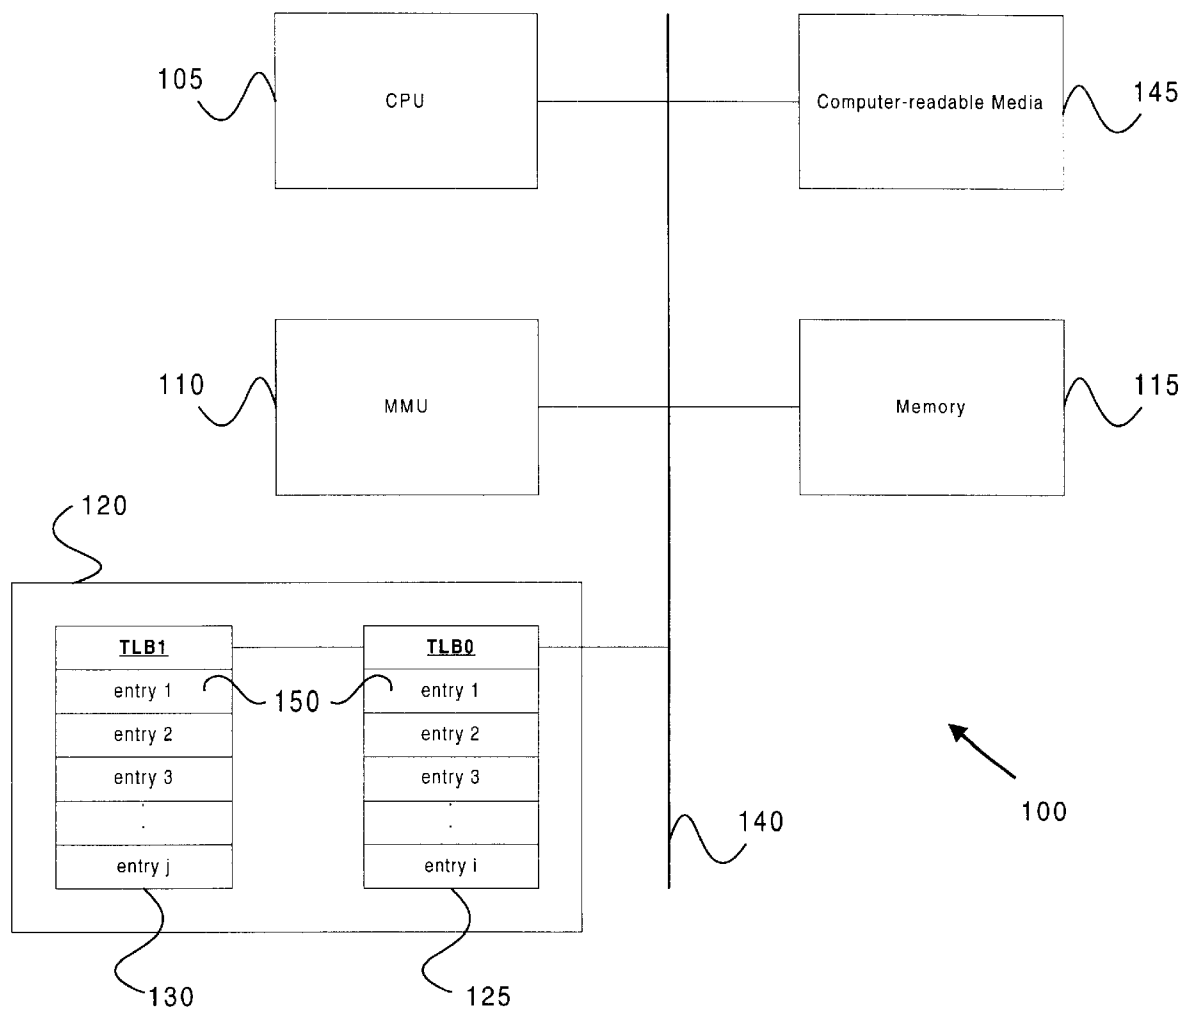 105
CPU
Computer-readable Media
145
110
MMU
Memory
115
120
TLB1
entry 1
entry 2
entry 3
.
.
entry j
150
TLB0
entry 1
entry 2
entry 3
.
.
entry i
130
125
140
100